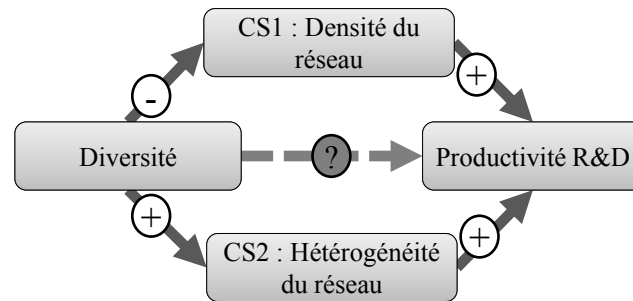 CS1 : Densité du
réseau
-
+
Diversité
?
Productivité R&D
+
+
CS2 : Hétérogénéité
du réseau